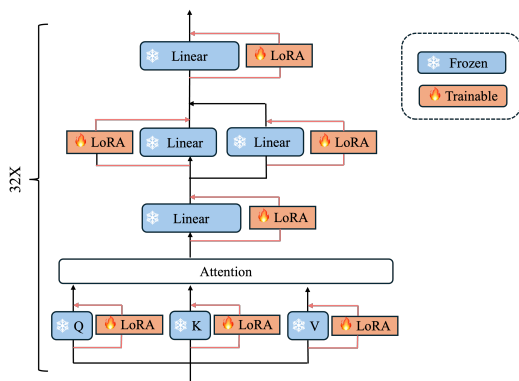 Linear
LoRA
Frozen
Trainable
LoRA
Linear
Linear
LoRA
32X
Linear
LoRA
Attention
Q
LoRA
K
LoRA
V
LoRA